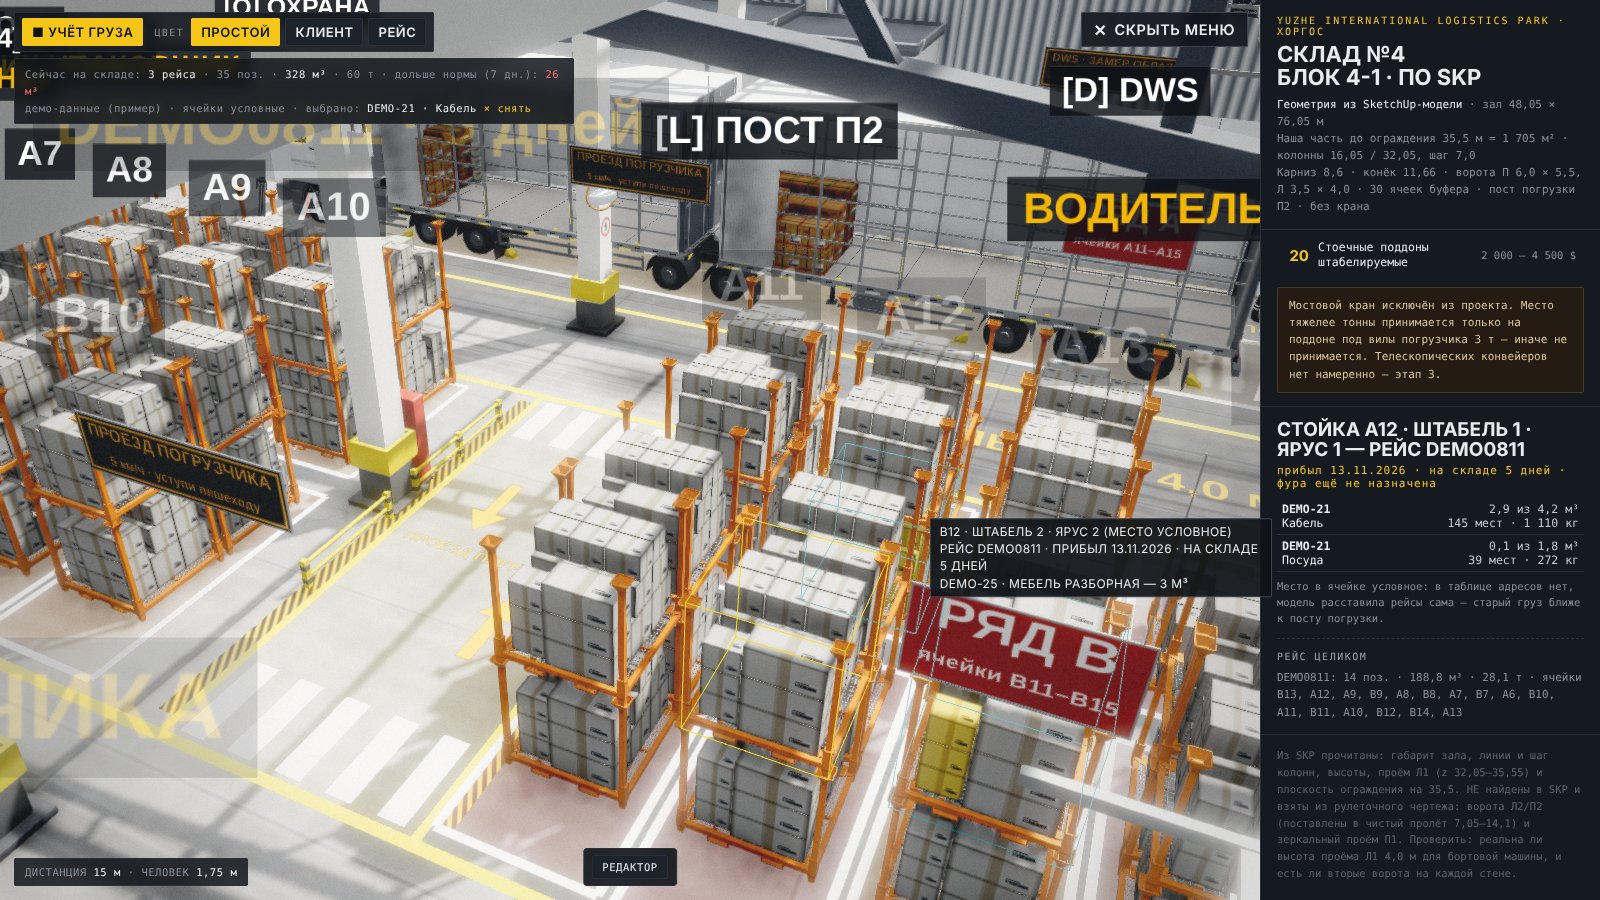 [O] ОХРАНА
■ УЧЁТ ГРУЗА ЦВЕТ ПРОСТОЙ КЛИЕНТ РЕЙС
Сейчас на складе: 3 рейса · 35 поз. · 328 м³ · 60 т · дольше нормы (7 дн.): 26 м³
демо-данные (пример) · ячейки условные · выбрано: DEMO-21 · Кабель × снять
DEMO0811 · 5 дней
✕ СКРЫТЬ МЕНЮ
[D] DWS
[L] ПОСТ П2
ПРОЕЗД ПОГРУЗЧИКА
5 км/ч · уступи пешеходу
A7
A8
A9
A10
ВОДИТЕЛЬ
ячейки A11–A15
A11
A12
A13
B10
ПРОЕЗД ПОГРУЗЧИКА
5 км/ч · уступи пешеходу
4.0
B12 · ШТАБЕЛЬ 2 · ЯРУС 2 (МЕСТО УСЛОВНОЕ)
РЕЙС DEMO0811 · ПРИБЫЛ 13.11.2026 · НА СКЛАДЕ
5 ДНЕЙ
DEMO-25 · МЕБЕЛЬ РАЗБОРНАЯ — 3 М³
РЯД B
ячейки B11–B15
ЧИКА
ДИСТАНЦИЯ 15 м · ЧЕЛОВЕК 1,75 м
РЕДАКТОР
YUZHE INTERNATIONAL LOGISTICS PARK ·
ХОРГОС
СКЛАД №4
БЛОК 4-1 · ПО SKP
Геометрия из SketchUp-модели · зал 48,05 ×
76,05 м
Наша часть до ограждения 35,5 м = 1 705 м² ·
колонны 16,05 / 32,05, шаг 7,0
Карниз 8,6 · конёк 11,66 · ворота П 6,0 × 5,5,
Л 3,5 × 4,0 · 30 ячеек буфера · пост погрузки
П2 · без крана
20 Стоечные поддоны
штабелируемые 2 000 – 4 500 $
Мостовой кран исключён из проекта. Место
тяжелее тонны принимается только на
поддоне под вилы погрузчика 3 т — иначе не
принимается. Телескопических конвейеров
нет намеренно — этап 3.
СТОЙКА A12 · ШТАБЕЛЬ 1 ·
ЯРУС 1 — РЕЙС DEMO0811
прибыл 13.11.2026 · на складе 5 дней ·
фура ещё не назначена
DEMO-21 2,9 из 4,2 м³
Кабель 145 мест · 1 110 кг
DEMO-21 0,1 из 1,8 м³
Посуда 39 мест · 272 кг
Место в ячейке условное: в таблице адресов нет,
модель расставила рейсы сама — старый груз ближе
к посту погрузки.
РЕЙС ЦЕЛИКОМ
DEMO0811: 14 поз. · 188,8 м³ · 28,1 т · ячейки
B13, A12, A9, B9, A8, B8, A7, B7, A6, B10,
A11, B11, A10, B12, B14, A13
Из SKP прочитаны: габарит зала, линии и шаг
колонн, высоты, проём Л1 (z 32,05–35,55) и
плоскость ограждения на 35,5. НЕ найдены в SKP и
взяты из рулеточного чертежа: ворота Л2/П2
(поставлены в чистый пролёт 7,05–14,1) и
зеркальный проём П1. Проверить: реальна ли
высота проёма Л1 4,0 м для бортовой машины, и
есть ли вторые ворота на каждой стене.